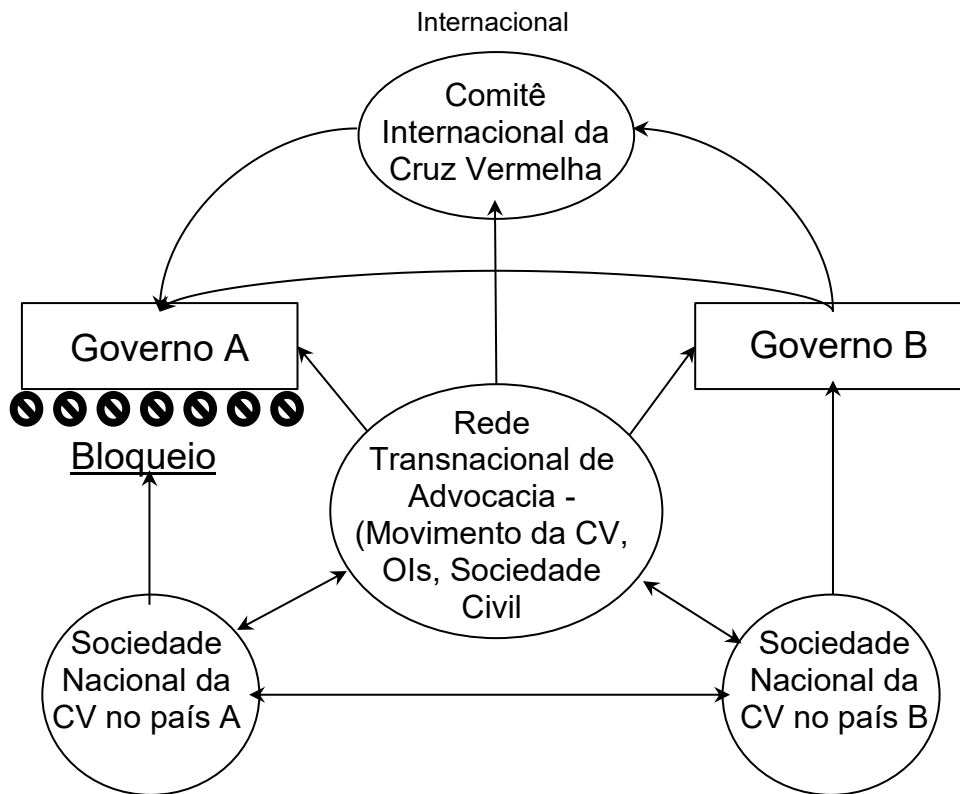 Internacional
Comitê
Internacional da
Cruz Vermelha
Governo A
Governo B
Bloqueio
Rede
Transnacional de
Advocacia -
(Movimento da CV,
OIs, Sociedade
Civil
Sociedade
Nacional da
CV no país A
Sociedade
Nacional da
CV no país B